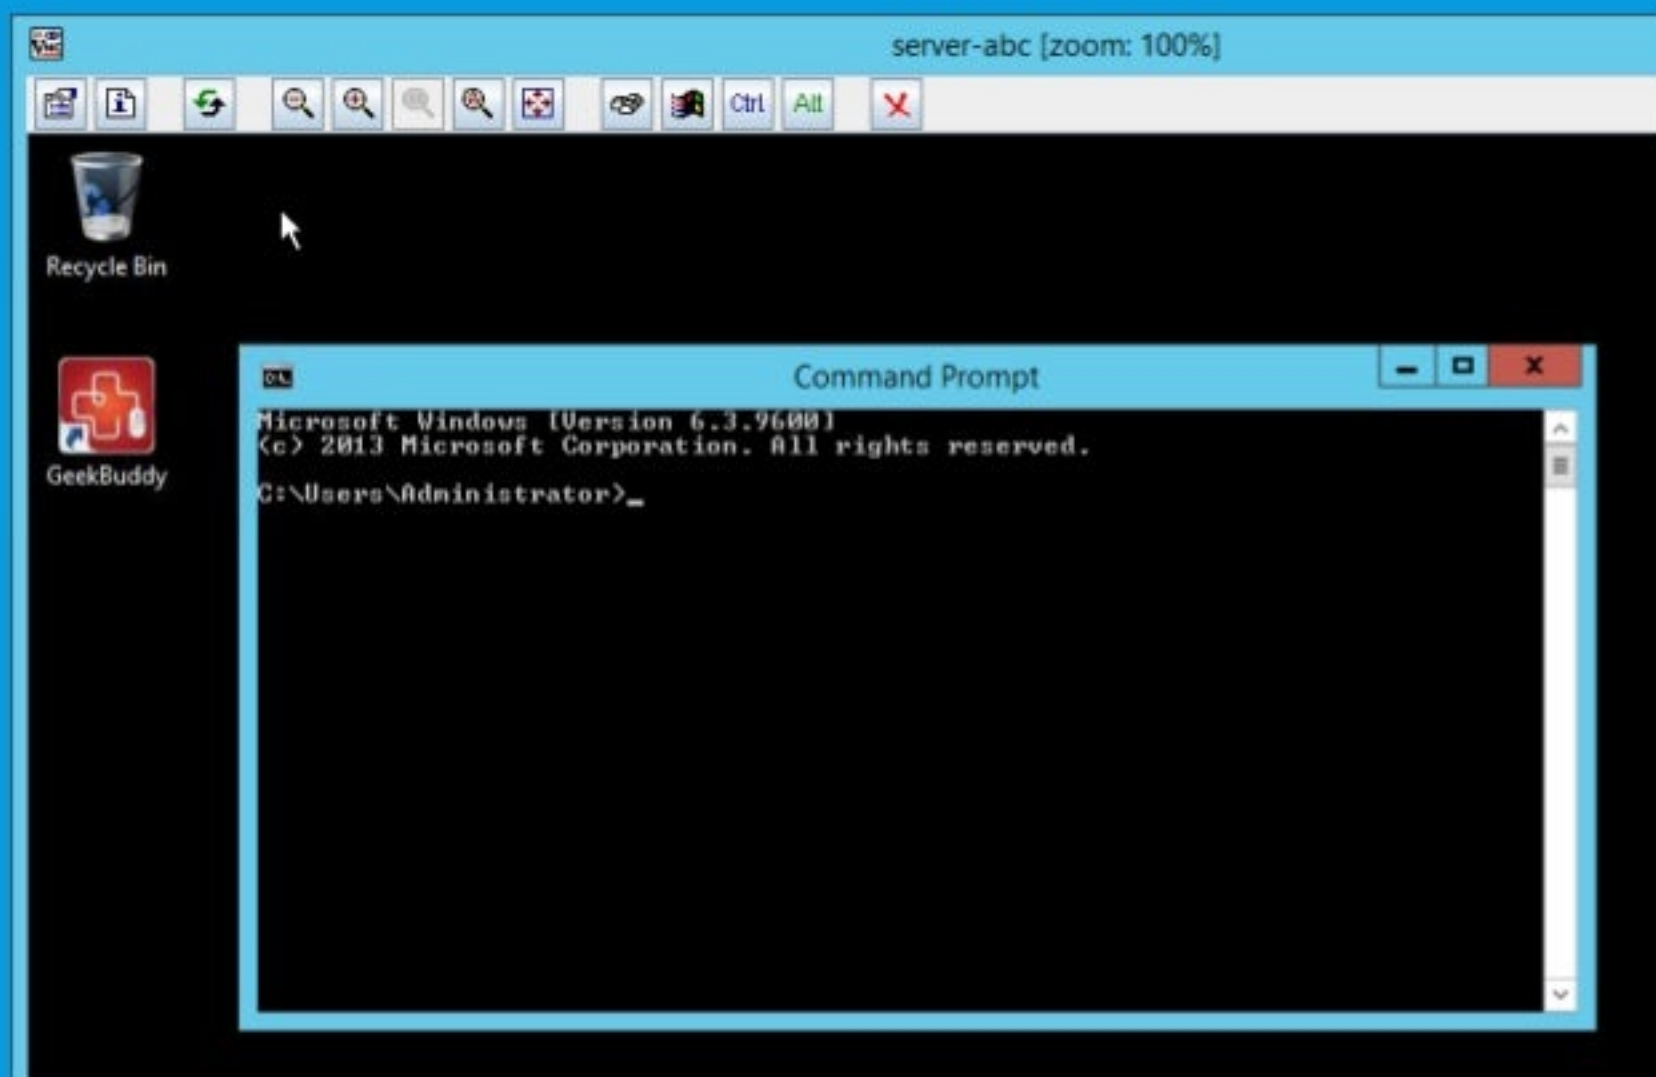 server-abc [zoom: 100%]
Ctrl Alt
Recycle Bin
GeekBuddy
Command Prompt
Microsoft Windows [Version 6.3.9600]
(c) 2013 Microsoft Corporation. All rights reserved.
C:\Users\Administrator>_